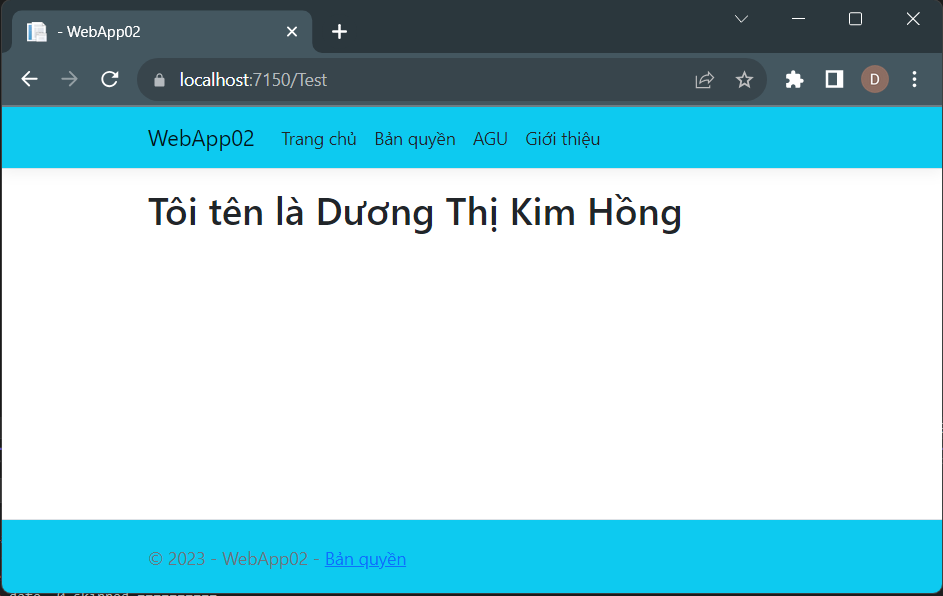 - WebApp02
localhost:7150/Test
D
WebApp02 Trang chủ Bản quyền AGU Giới thiệu
Tôi tên là Dương Thị Kim Hồng
© 2023 - WebApp02 - Bản quyền